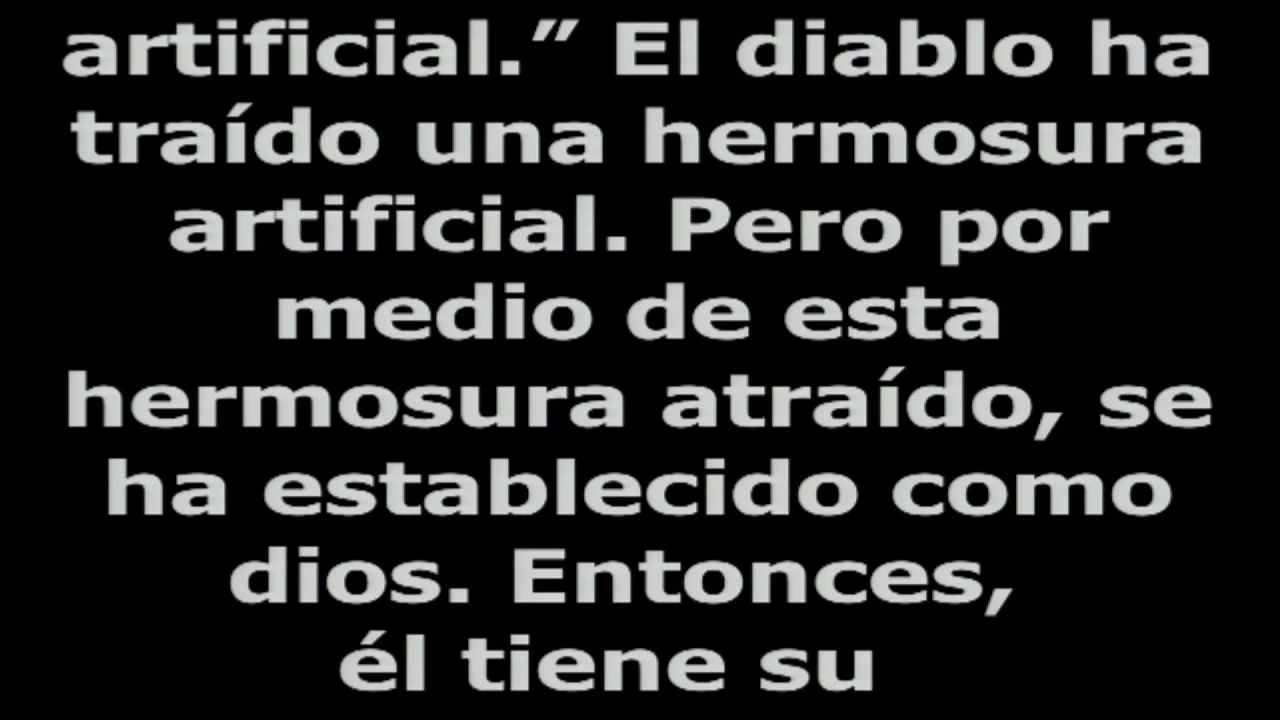 artificial.” El diablo ha
traído una hermosura
artificial. Pero por
medio de esta
hermosura atraído, se
ha establecido como
dios. Entonces,
él tiene su